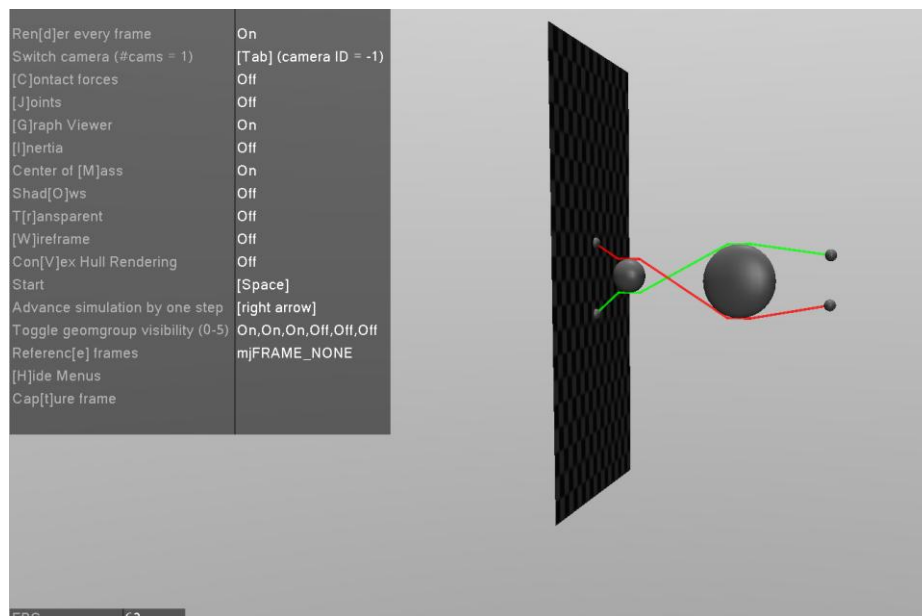 Ren[d]er every frame On
Switch camera (#cams = 1) [Tab] (camera ID = -1)
[C]ontact forces Off
[J]oints Off
[G]raph Viewer On
[I]nertia Off
Center of [M]ass On
Shad[O]ws Off
T[r]ansparent Off
[W]ireframe Off
Con[V]ex Hull Rendering Off
Start [Space]
Advance simulation by one step [right arrow]
Toggle geomgroup visibility (0-5) On,On,On,Off,Off,Off
Referenc[e] frames mjFRAME_NONE
[H]ide Menus
Cap[t]ure frame